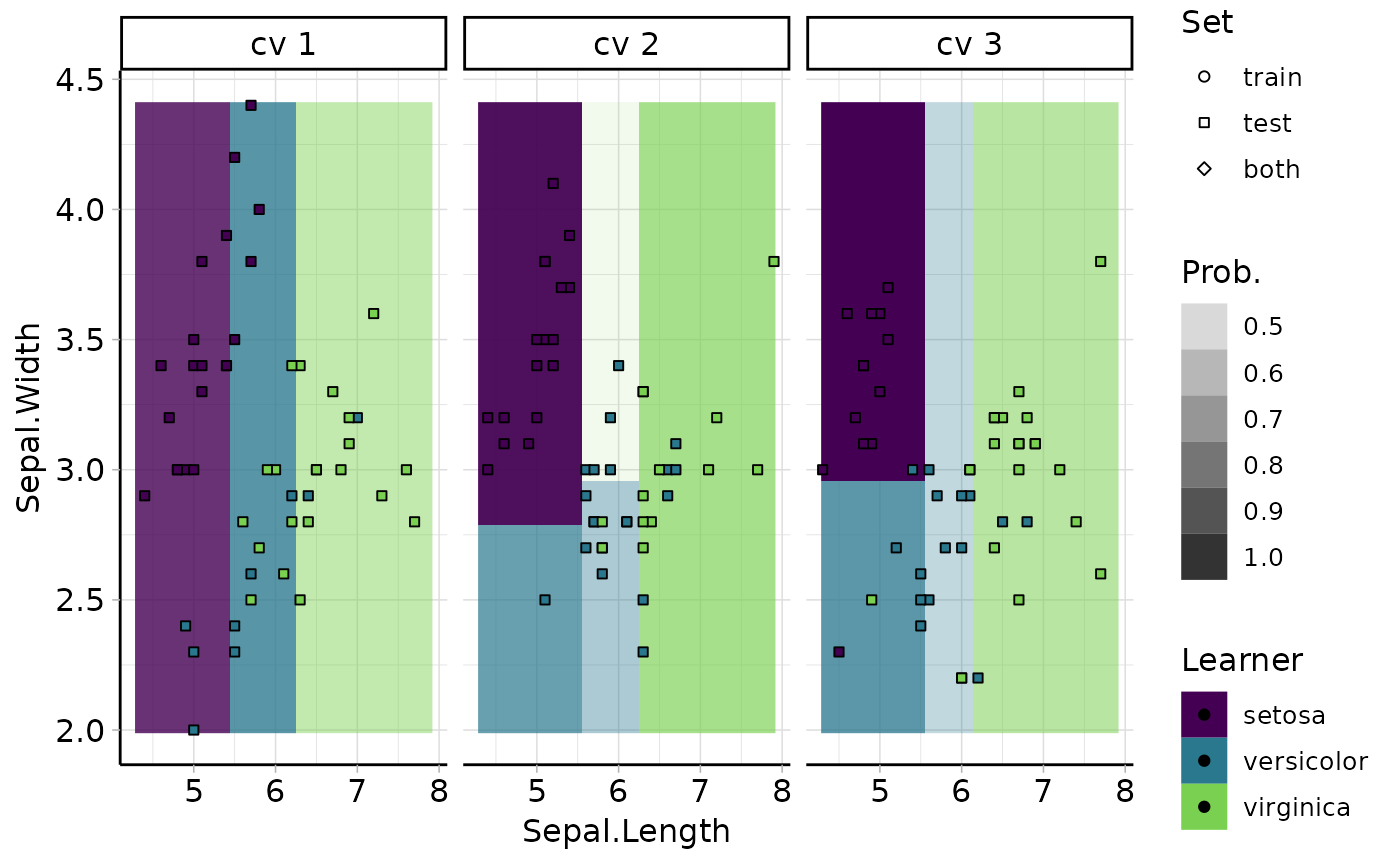 cv 1
cv 2
cv 3
4.5
4.0
3.5
3.0
2.5
2.0
Sepal.Width
5 6 7 8
5 6 7 8
5 6 7 8
Sepal.Length
Set
train
test
both
Prob.
0.5
0.6
0.7
0.8
0.9
1.0
Learner
setosa
versicolor
virginica